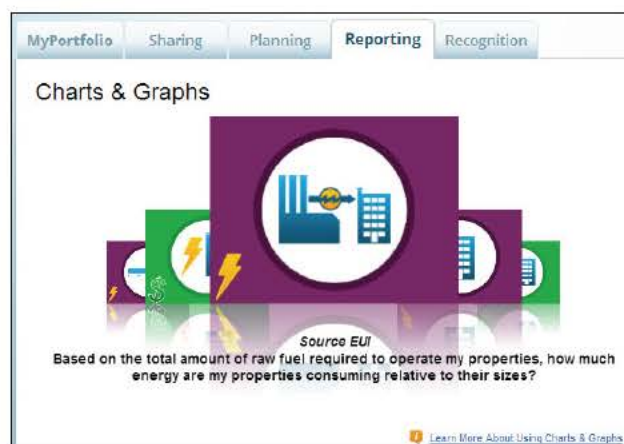 MyPortfolio Sharing Planning Reporting Recognition
Charts & Graphs
Source EUI
Based on the total amount of raw fuel required to operate my properties, how much
energy are my properties consuming relative to their sizes?
Learn More About Using Charts & Graphs